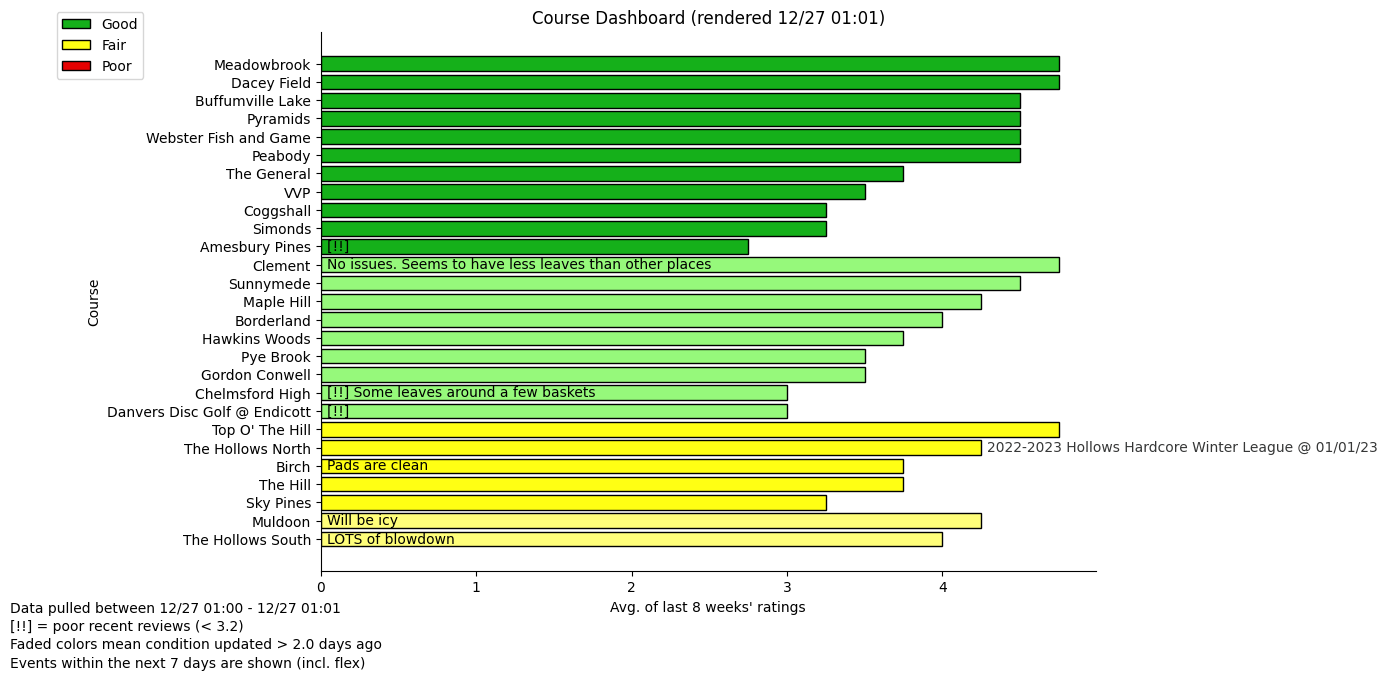 Course Dashboard (rendered 12/27 01:01)
Good
Fair
Poor
Course
Meadowbrook
Dacey Field
Buffumville Lake
Pyramids
Webster Fish and Game
Peabody
The General
VVP
Coggshall
Simonds
Amesbury Pines [!!]
Clement No issues. Seems to have less leaves than other places
Sunnymede
Maple Hill
Borderland
Hawkins Woods
Pye Brook
Gordon Conwell
Chelmsford High [!!] Some leaves around a few baskets
Danvers Disc Golf @ Endicott [!!]
Top O' The Hill
The Hollows North 2022-2023 Hollows Hardcore Winter League @ 01/01/23
Birch Pads are clean
The Hill
Sky Pines
Muldoon Will be icy
The Hollows South LOTS of blowdown
0 1 2 3 4
Avg. of last 8 weeks' ratings
Data pulled between 12/27 01:00 - 12/27 01:01
[!!] = poor recent reviews (< 3.2)
Faded colors mean condition updated > 2.0 days ago
Events within the next 7 days are shown (incl. flex)